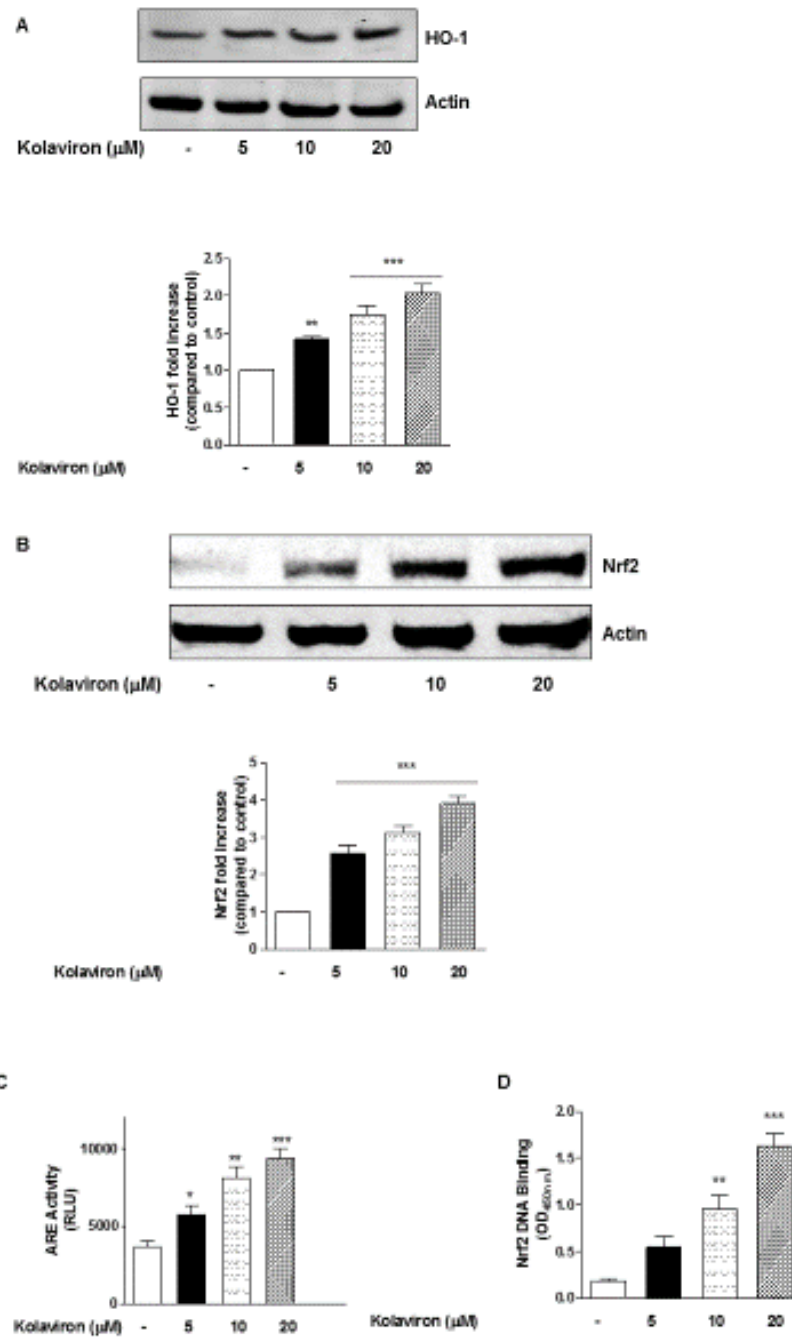 A
HO-1
Actin
Kolaviron (μM) - 5 10 20
HO-1 fold increase
(compared to control)
2.5
2.0
1.5
1.0
0.5
0.0
**
***
Kolaviron (μM) - 5 10 20
B
Nrf2
Actin
Kolaviron (μM) - 5 10 20
Nrf2 fold increase
(compared to control)
5
4
3
2
1
0
***
Kolaviron (μM) - 5 10 20
C
ARE Activity
(RLU)
10000
5000
0
*
**
***
Kolaviron (μM) - 5 10 20
D
Nrf2 DNA Binding
(OD450nm)
2.0
1.5
1.0
0.5
0.0
**
***
Kolaviron (μM) - 5 10 20